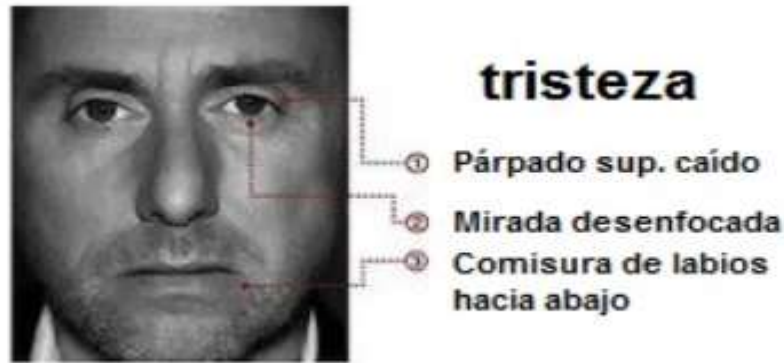 tristeza
① Párpado sup. caído
② Mirada desenfocada
③ Comisura de labios
hacia abajo